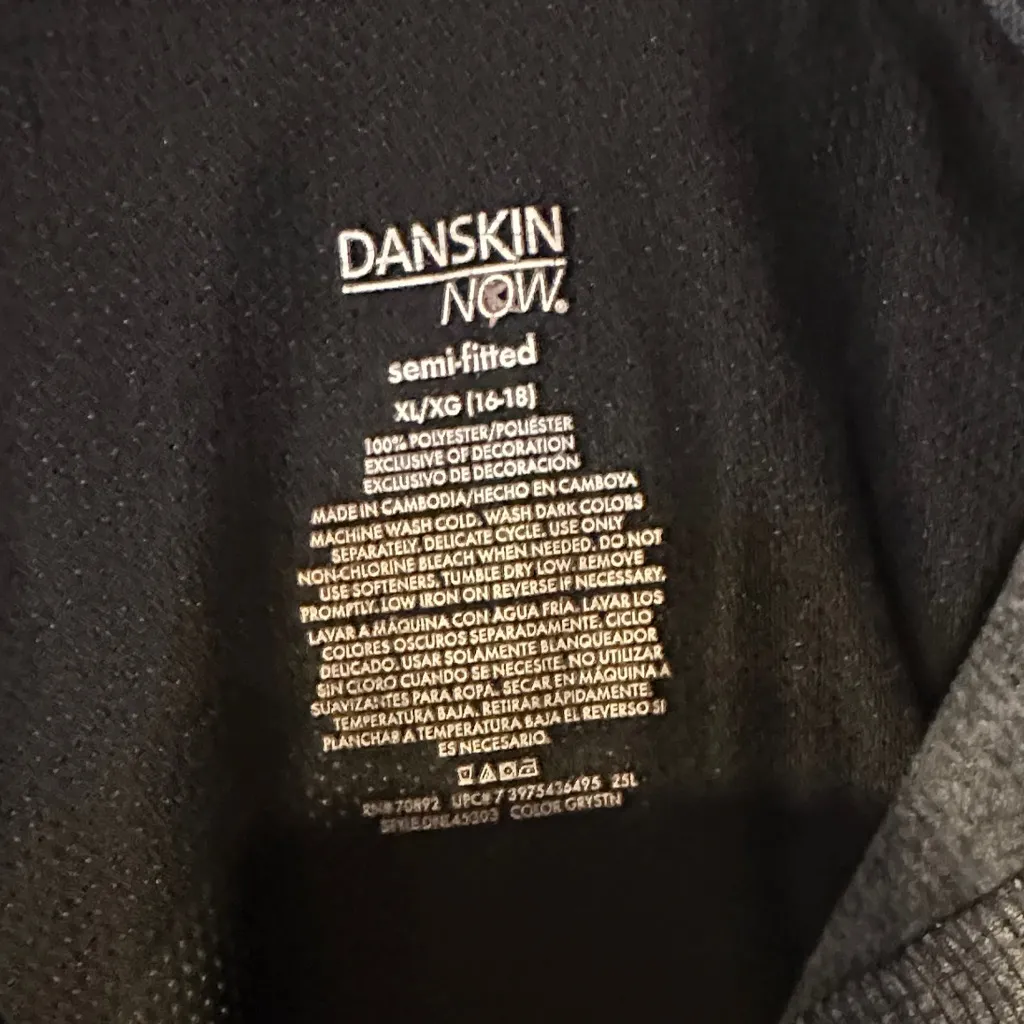 DANSKIN
NOW.
semi-fitted
XL/XG (16-18)
100% POLYESTER/POLIÉSTER
EXCLUSIVE OF DECORATION
EXCLUSIVO DE DECORACIÓN
MADE IN CAMBODIA/HECHO EN CAMBOYA
MACHINE WASH COLD. WASH DARK COLORS
SEPARATELY. DELICATE CYCLE. USE ONLY
NON-CHLORINE BLEACH WHEN NEEDED. DO NOT
USE SOFTENERS. TUMBLE DRY LOW. REMOVE
PROMPTLY. LOW IRON ON REVERSE IF NECESSARY.
LAVAR A MÁQUINA CON AGUA FRÍA. LAVAR LOS
COLORES OSCUROS SEPARADAMENTE. CICLO
DELICADO. USAR SOLAMENTE BLANQUEADOR
SIN CLORO CUANDO SE NECESITE. NO UTILIZAR
SUAVIZANTES PARA ROPA. SECAR EN MÁQUINA A
TEMPERATURA BAJA. RETIRAR RÁPIDAMENTE.
PLANCHAR A TEMPERATURA BAJA EL REVERSO SI
ES NECESARIO.
RN# 70892 UPC# 7 3975436495 25L
STYLE COLOR GRYSTN